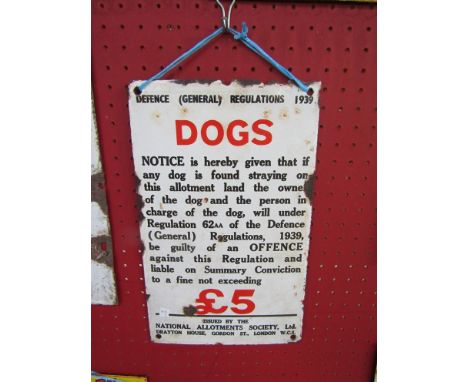 DEFENCE (GENERAL) REGULATIONS 1939
DOGS
NOTICE is hereby given that if
any dog is found straying on
this allotment land the owne
of the dog and the person in
charge of the dog, will under
Regulation 62AA of the Defence
(General) Regulations, 1939,
be guilty of an OFFENCE
against this Regulation and
liable on Summary Conviction
to a fine not exceeding
£5
ISSUED BY THE
NATIONAL ALLOTMENTS SOCIETY, Ltd.
DRAYTON HOUSE, GORDON ST., LONDON W.C.1.